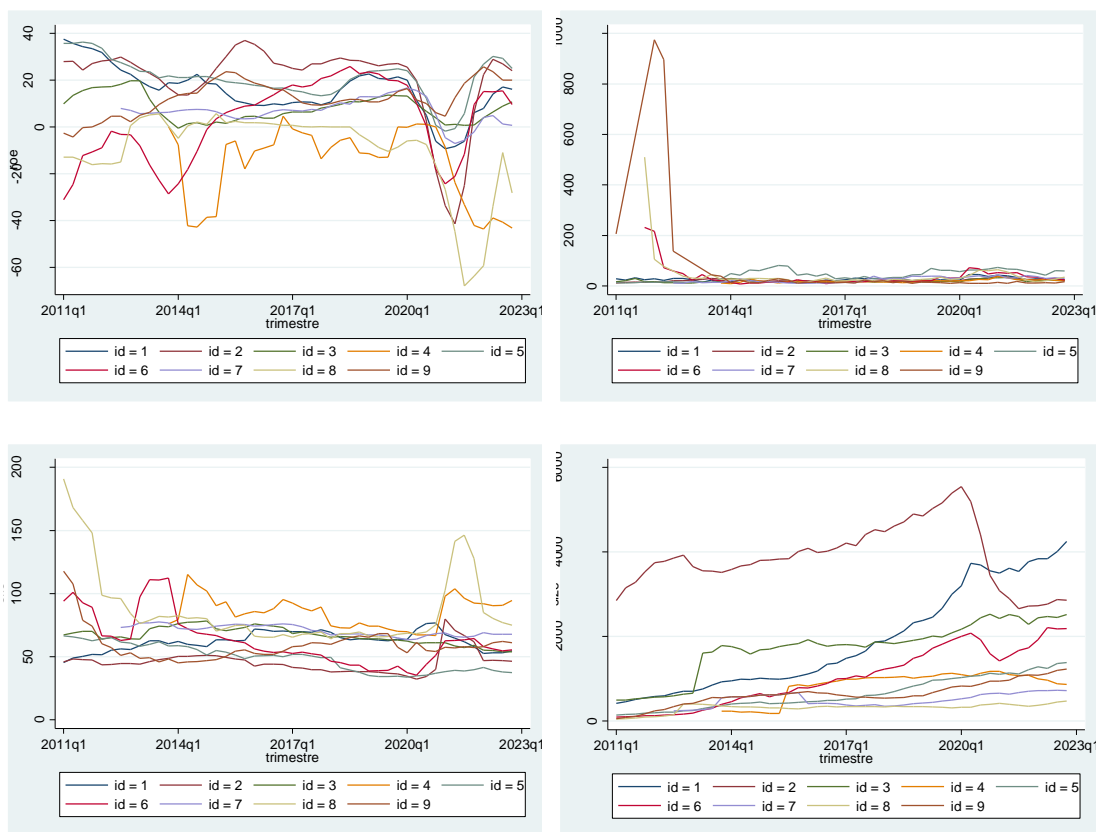 40
20
0
-20
-40
-60
roe
2011q1 2014q1 2017q1 2020q1 2023q1
trimestre
id = 1 id = 2 id = 3 id = 4 id = 5
id = 6 id = 7 id = 8 id = 9
1000
800
600
400
200
0
2011q1 2014q1 2017q1 2020q1 2023q1
trimestre
id = 1 id = 2 id = 3 id = 4 id = 5
id = 6 id = 7 id = 8 id = 9
200
150
100
50
0
2011q1 2014q1 2017q1 2020q1 2023q1
trimestre
id = 1 id = 2 id = 3 id = 4 id = 5
id = 6 id = 7 id = 8 id = 9
6000
4000
2000
0
size
2011q1 2014q1 2017q1 2020q1 2023q1
trimestre
id = 1 id = 2 id = 3 id = 4 id = 5
id = 6 id = 7 id = 8 id = 9